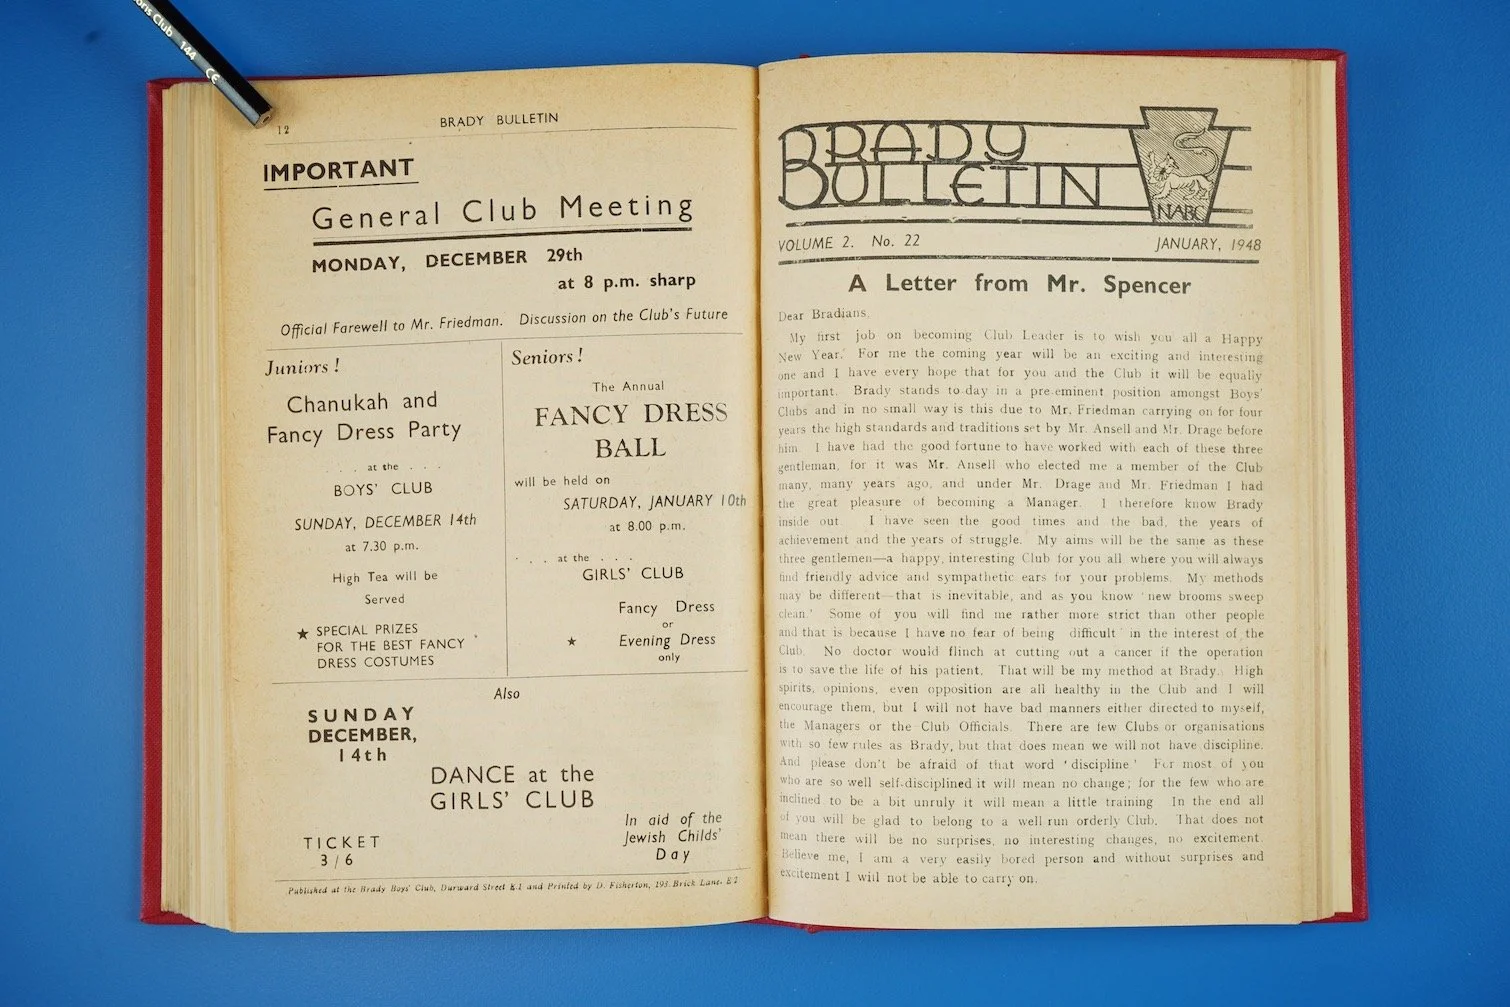 oris Club 144 CE
12
BRADY BULLETIN
IMPORTANT
General Club Meeting
MONDAY, DECEMBER 29th
at 8 p.m. sharp
Official Farewell to Mr. Friedman. Discussion on the Club's Future
Juniors !
Chanukah and
Fancy Dress Party
. . . at the . . .
BOYS' CLUB
SUNDAY, DECEMBER 14th
at 7.30 p.m.
High Tea will be
Served
★ SPECIAL PRIZES
FOR THE BEST FANCY
DRESS COSTUMES
Seniors !
The Annual
FANCY DRESS
BALL
will be held on
SATURDAY, JANUARY 10th
at 8.00 p.m.
. . at the . . .
GIRLS' CLUB
Fancy Dress
or
★ Evening Dress
only
Also
SUNDAY
DECEMBER,
14th
DANCE at the
GIRLS' CLUB
In aid of the
Jewish Childs'
Day
TICKET
3/6
Published at the Brady Boys' Club, Durward Street E.1 and Printed by D. Fisherton, 193. Brick Lane. E 2
BRADY
BULLETIN
NABC
VOLUME 2. No. 22 JANUARY, 1948
A Letter from Mr. Spencer
Dear Bradians,
My first job on becoming Club Leader is to wish you all a Happy
New Year. For me the coming year will be an exciting and interesting
one and I have every hope that for you and the Club it will be equally
important. Brady stands to-day in a pre-eminent position amongst Boys'
Clubs and in no small way is this due to Mr. Friedman carrying on for four
years the high standards and traditions set by Mr. Ansell and Mr. Drage before
him. I have had the good fortune to have worked with each of these three
gentleman, for it was Mr. Ansell who elected me a member of the Club
many, many years ago, and under Mr. Drage and Mr. Friedman I had
the great pleasure of becoming a Manager. I therefore know Brady
inside out. I have seen the good times and the bad, the years of
achievement and the years of struggle. My aims will be the same as these
three gentlemen—a happy, interesting Club for you all where you will always
find friendly advice and sympathetic ears for your problems. My methods
may be different—that is inevitable, and as you know 'new brooms sweep
clean.' Some of you will find me rather more strict than other people
and that is because I have no fear of being difficult' in the interest of the
Club. No doctor would flinch at cutting out a cancer if the operation
is to save the life of his patient. That will be my method at Brady. High
spirits, opinions, even opposition are all healthy in the Club and I will
encourage them, but I will not have bad manners either directed to myself,
the Managers or the Club Officials. There are few Clubs or organisations
with so few rules as Brady, but that does mean we will not have discipline.
And please don't be afraid of that word 'discipline' For most of you
who are so well self-disciplined it will mean no change; for the few who are
inclined to be a bit unruly it will mean a little training In the end all
of you will be glad to belong to a well run orderly Club. That does not
mean there will be no surprises, no interesting changes, no excitement.
Believe me, I am a very easily bored person and without surprises and
excitement I will not be able to carry on.